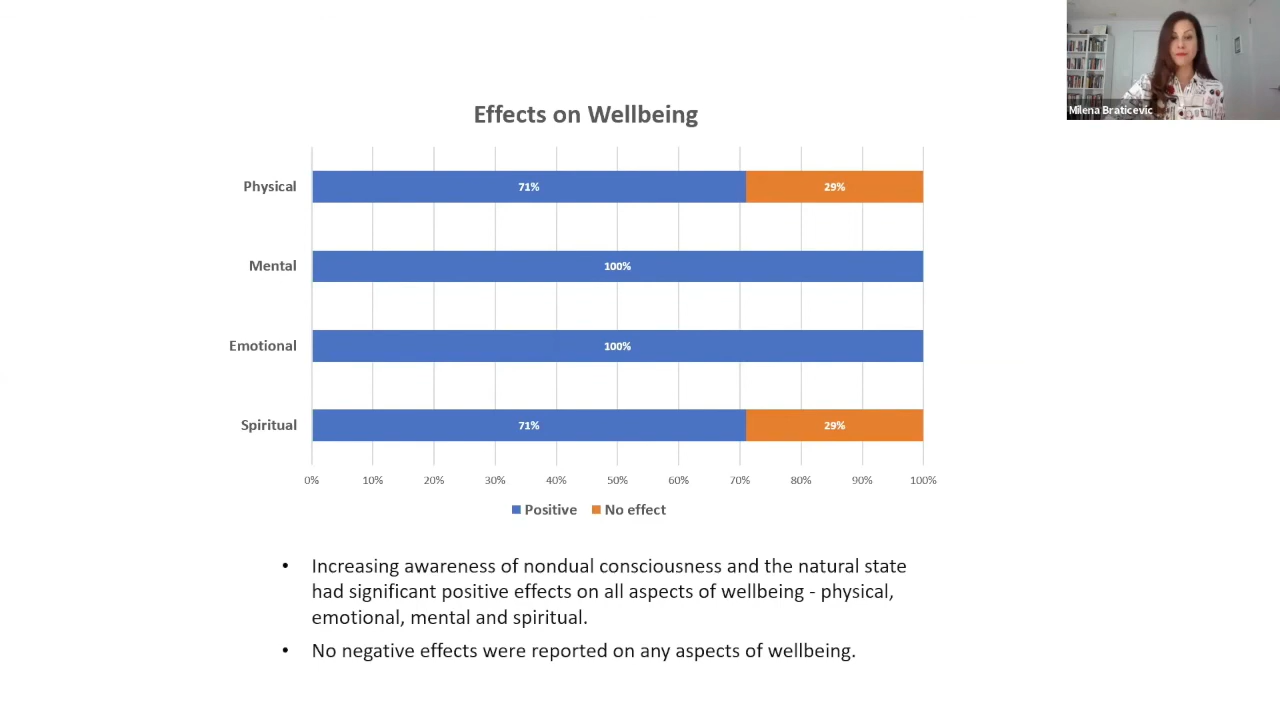 Milena Braticevic
Effects on Wellbeing
Physical
71%
29%
Mental
100%
Emotional
100%
Spiritual
71%
29%
0%
10%
20%
30%
40%
50%
60%
70%
80%
90%
100%
Positive
No effect
• Increasing awareness of nondual consciousness and the natural state
had significant positive effects on all aspects of wellbeing - physical,
emotional, mental and spiritual.
• No negative effects were reported on any aspects of wellbeing.